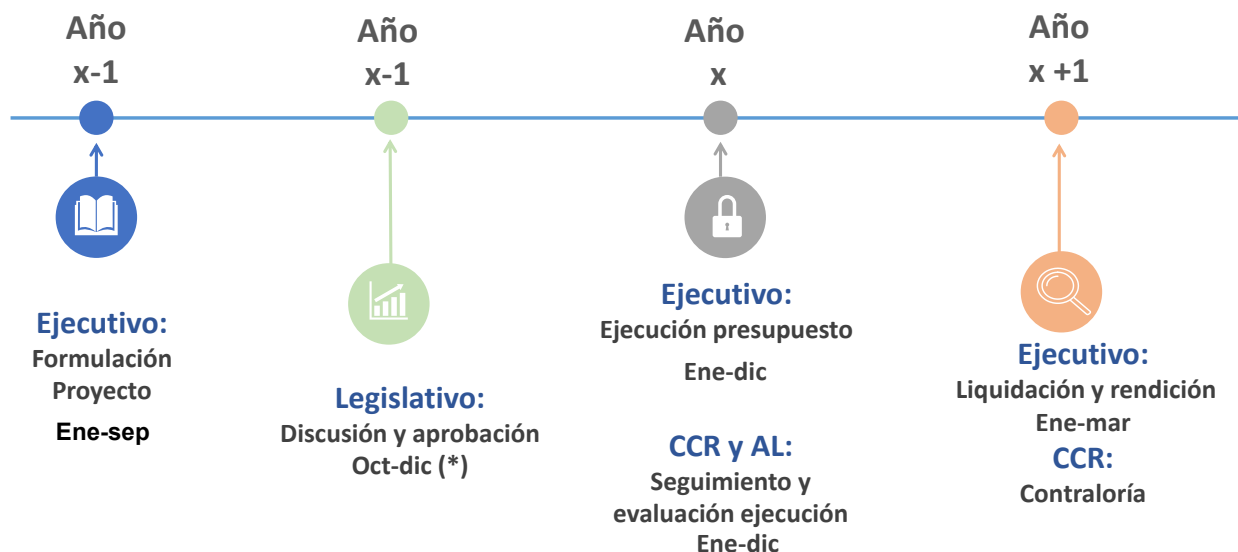 Año
x-1
Año
x-1
Año
x
Año
x +1
Ejecutivo:
Formulación
Proyecto
Ene-sep
Legislativo:
Discusión y aprobación
Oct-dic (*)
Ejecutivo:
Ejecución presupuesto
Ene-dic
CCR y AL:
Seguimiento y
evaluación ejecución
Ene-dic
Ejecutivo:
Liquidación y rendición
Ene-mar
CCR:
Contraloría